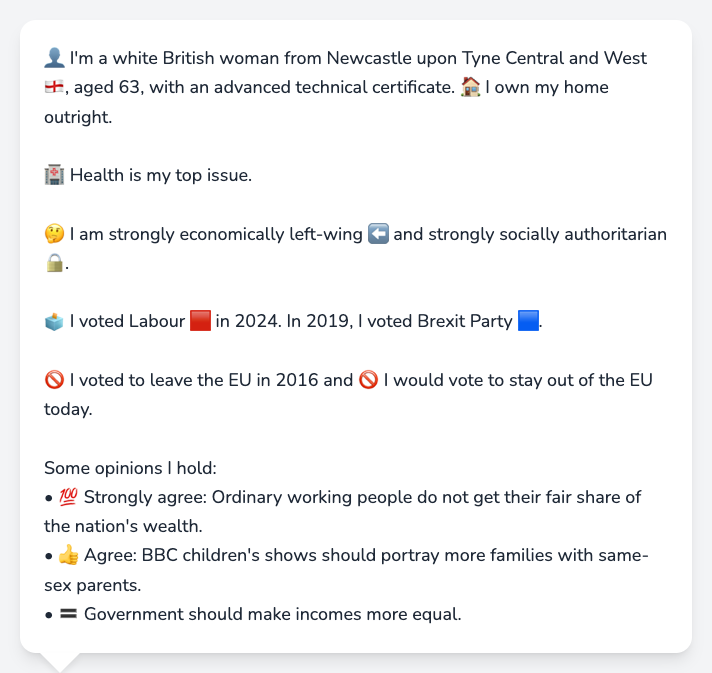 👤 I'm a white British woman from Newcastle upon Tyne Central and West
🏴󠁧󠁢󠁥󠁮󠁧󠁿, aged 63, with an advanced technical certificate. 🏠 I own my home
outright.
🏥 Health is my top issue.
🤔 I am strongly economically left-wing ⬅️ and strongly socially authoritarian
🔒.
🗳️ I voted Labour 🟥 in 2024. In 2019, I voted Brexit Party 🟦.
🚫 I voted to leave the EU in 2016 and 🚫 I would vote to stay out of the EU
today.
Some opinions I hold:
• 💯 Strongly agree: Ordinary working people do not get their fair share of
the nation's wealth.
• 👍 Agree: BBC children's shows should portray more families with same-
sex parents.
• 🟰 Government should make incomes more equal.